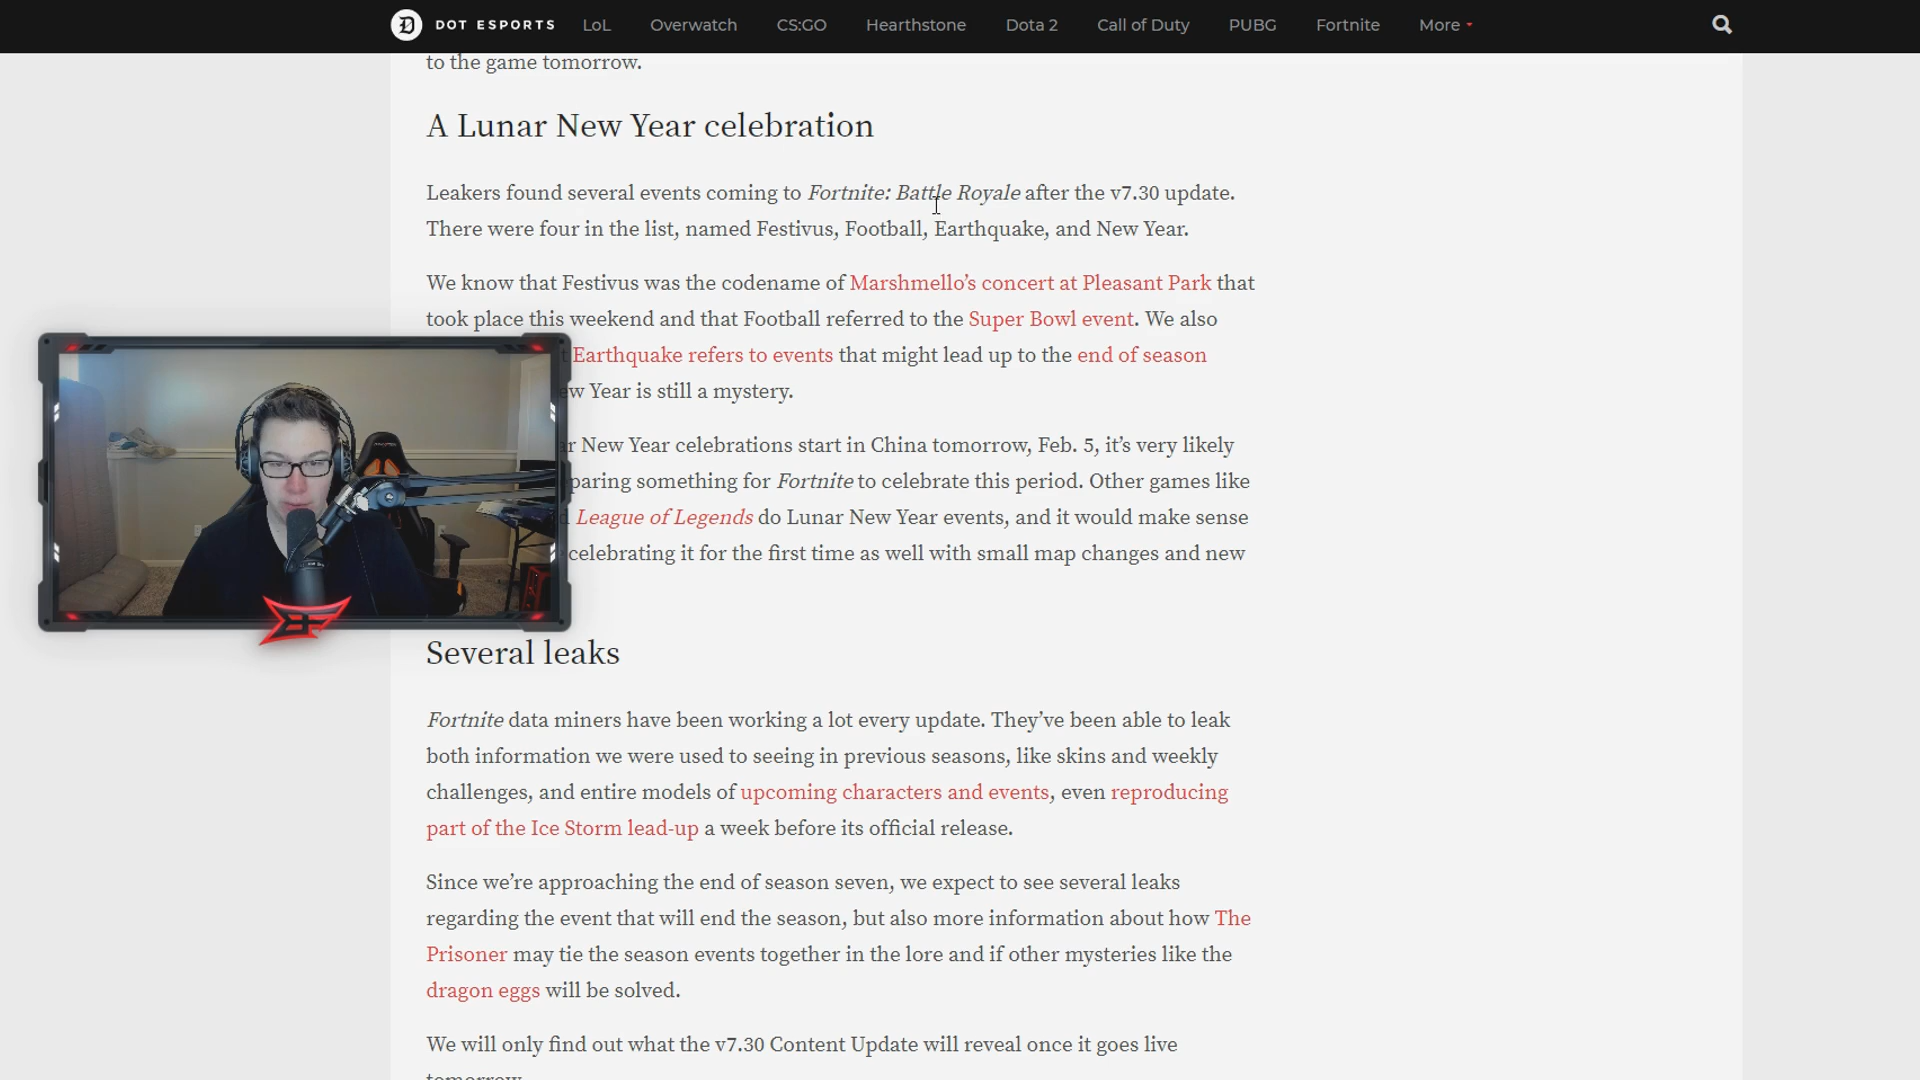 DOT ESPORTS LoL Overwatch CS:GO Hearthstone Dota 2 Call of Duty PUBG Fortnite More
to the game tomorrow.
A Lunar New Year celebration
Leakers found several events coming to Fortnite: Battle Royale after the v7.30 update.
There were four in the list, named Festivus, Football, Earthquake, and New Year.
We know that Festivus was the codename of Marshmello’s concert at Pleasant Park that
took place this weekend and that Football referred to the Super Bowl event. We also
Earthquake refers to events that might lead up to the end of season
Year is still a mystery.
New Year celebrations start in China tomorrow, Feb. 5, it’s very likely
something for Fortnite to celebrate this period. Other games like
League of Legends do Lunar New Year events, and it would make sense
celebrating it for the first time as well with small map changes and new
Several leaks
Fortnite data miners have been working a lot every update. They’ve been able to leak
both information we were used to seeing in previous seasons, like skins and weekly
challenges, and entire models of upcoming characters and events, even reproducing
part of the Ice Storm lead-up a week before its official release.
Since we’re approaching the end of season seven, we expect to see several leaks
regarding the event that will end the season, but also more information about how The
Prisoner may tie the season events together in the lore and if other mysteries like the
dragon eggs will be solved.
We will only find out what the v7.30 Content Update will reveal once it goes live
tomorrow.